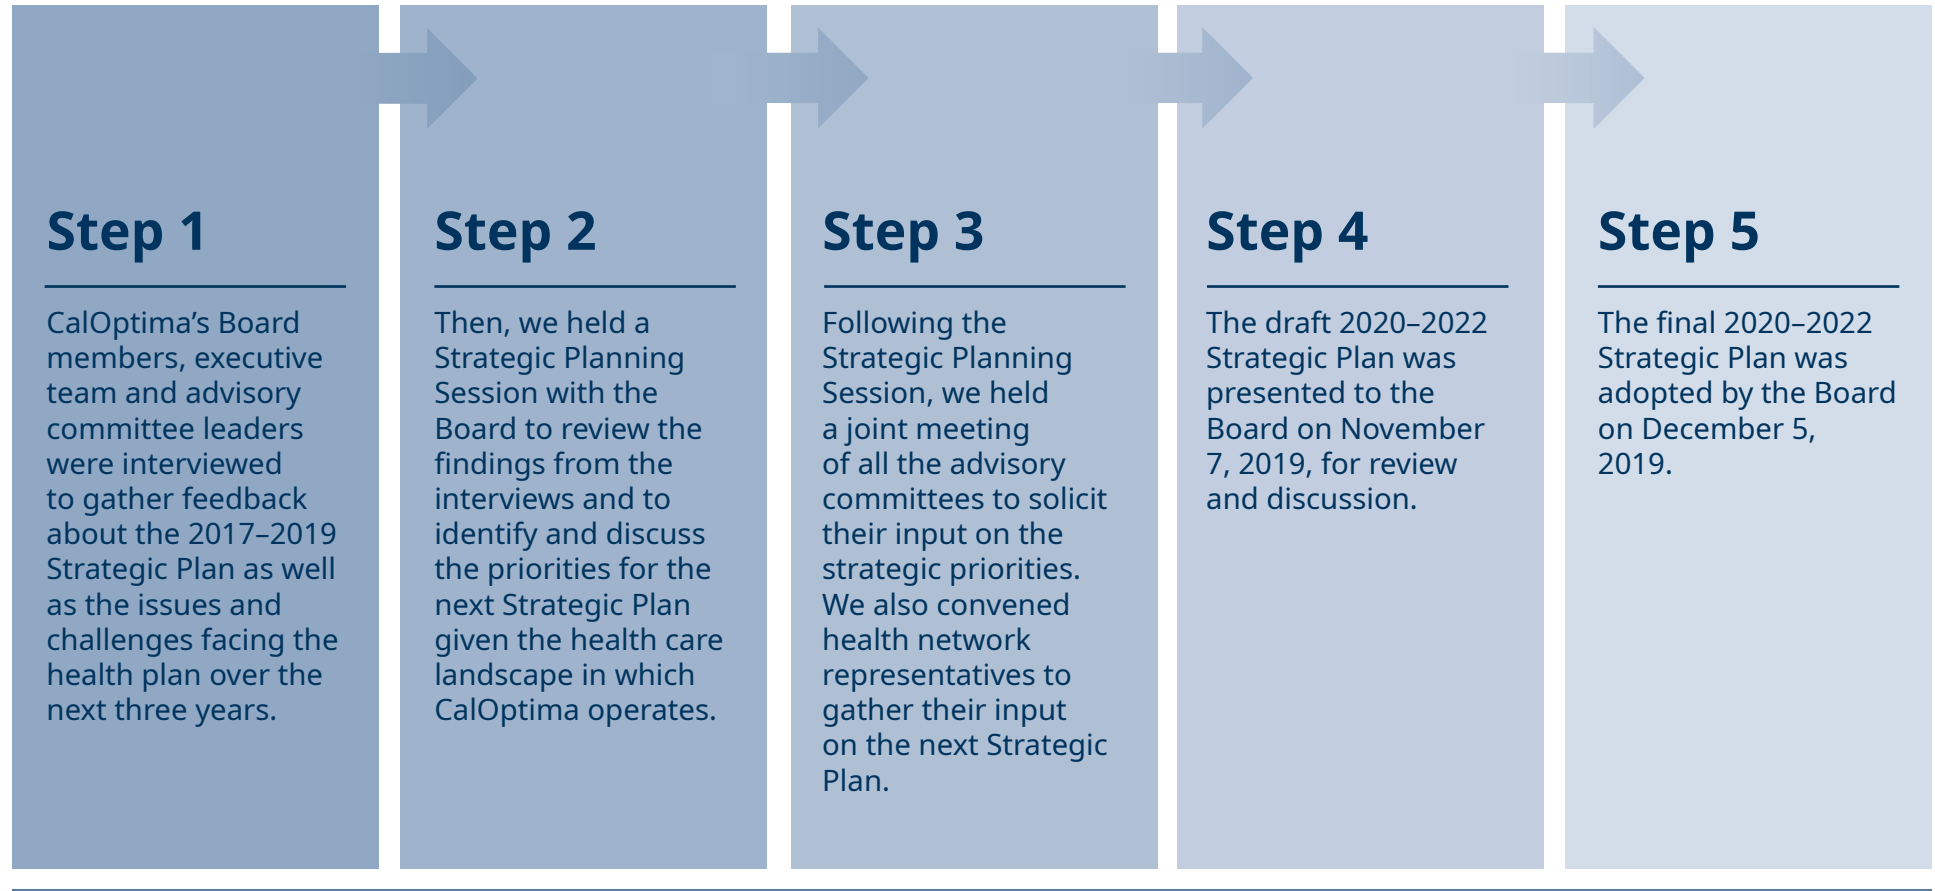 Step 1
CalOptima’s Board
members, executive
team and advisory
committee leaders
were interviewed
to gather feedback
about the 2017–2019
Strategic Plan as well
as the issues and
challenges facing the
health plan over the
next three years.
Step 2
Then, we held a
Strategic Planning
Session with the
Board to review the
findings from the
interviews and to
identify and discuss
the priorities for the
next Strategic Plan
given the health care
landscape in which
CalOptima operates.
Step 3
Following the
Strategic Planning
Session, we held
a joint meeting
of all the advisory
committees to solicit
their input on the
strategic priorities.
We also convened
health network
representatives to
gather their input
on the next Strategic
Plan.
Step 4
The draft 2020–2022
Strategic Plan was
presented to the
Board on November
7, 2019, for review
and discussion.
Step 5
The final 2020–2022
Strategic Plan was
adopted by the Board
on December 5,
2019.